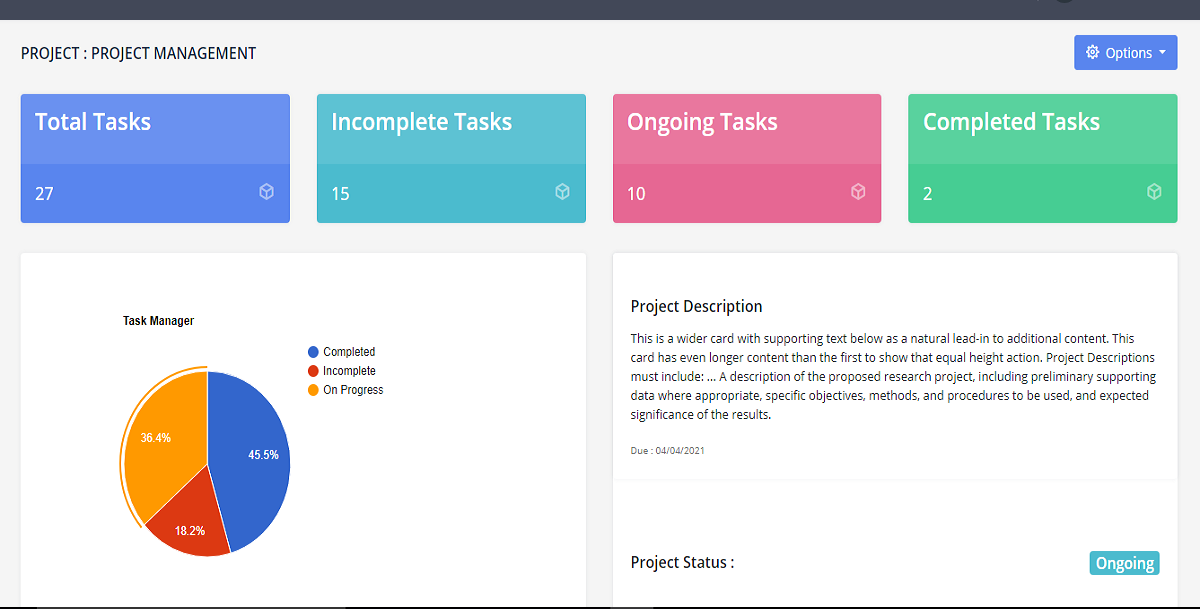 PROJECT : PROJECT MANAGEMENT
Options
Total Tasks
27
Incomplete Tasks
15
Ongoing Tasks
10
Completed Tasks
2
Task Manager
Completed
Incomplete
On Progress
36.4%
45.5%
18.2%
Project Description
This is a wider card with supporting text below as a natural lead-in to additional content. This
card has even longer content than the first to show that equal height action. Project Descriptions
must include: ... A description of the proposed research project, including preliminary supporting
data where appropriate, specific objectives, methods, and procedures to be used, and expected
significance of the results.
Due : 04/04/2021
Project Status :
Ongoing